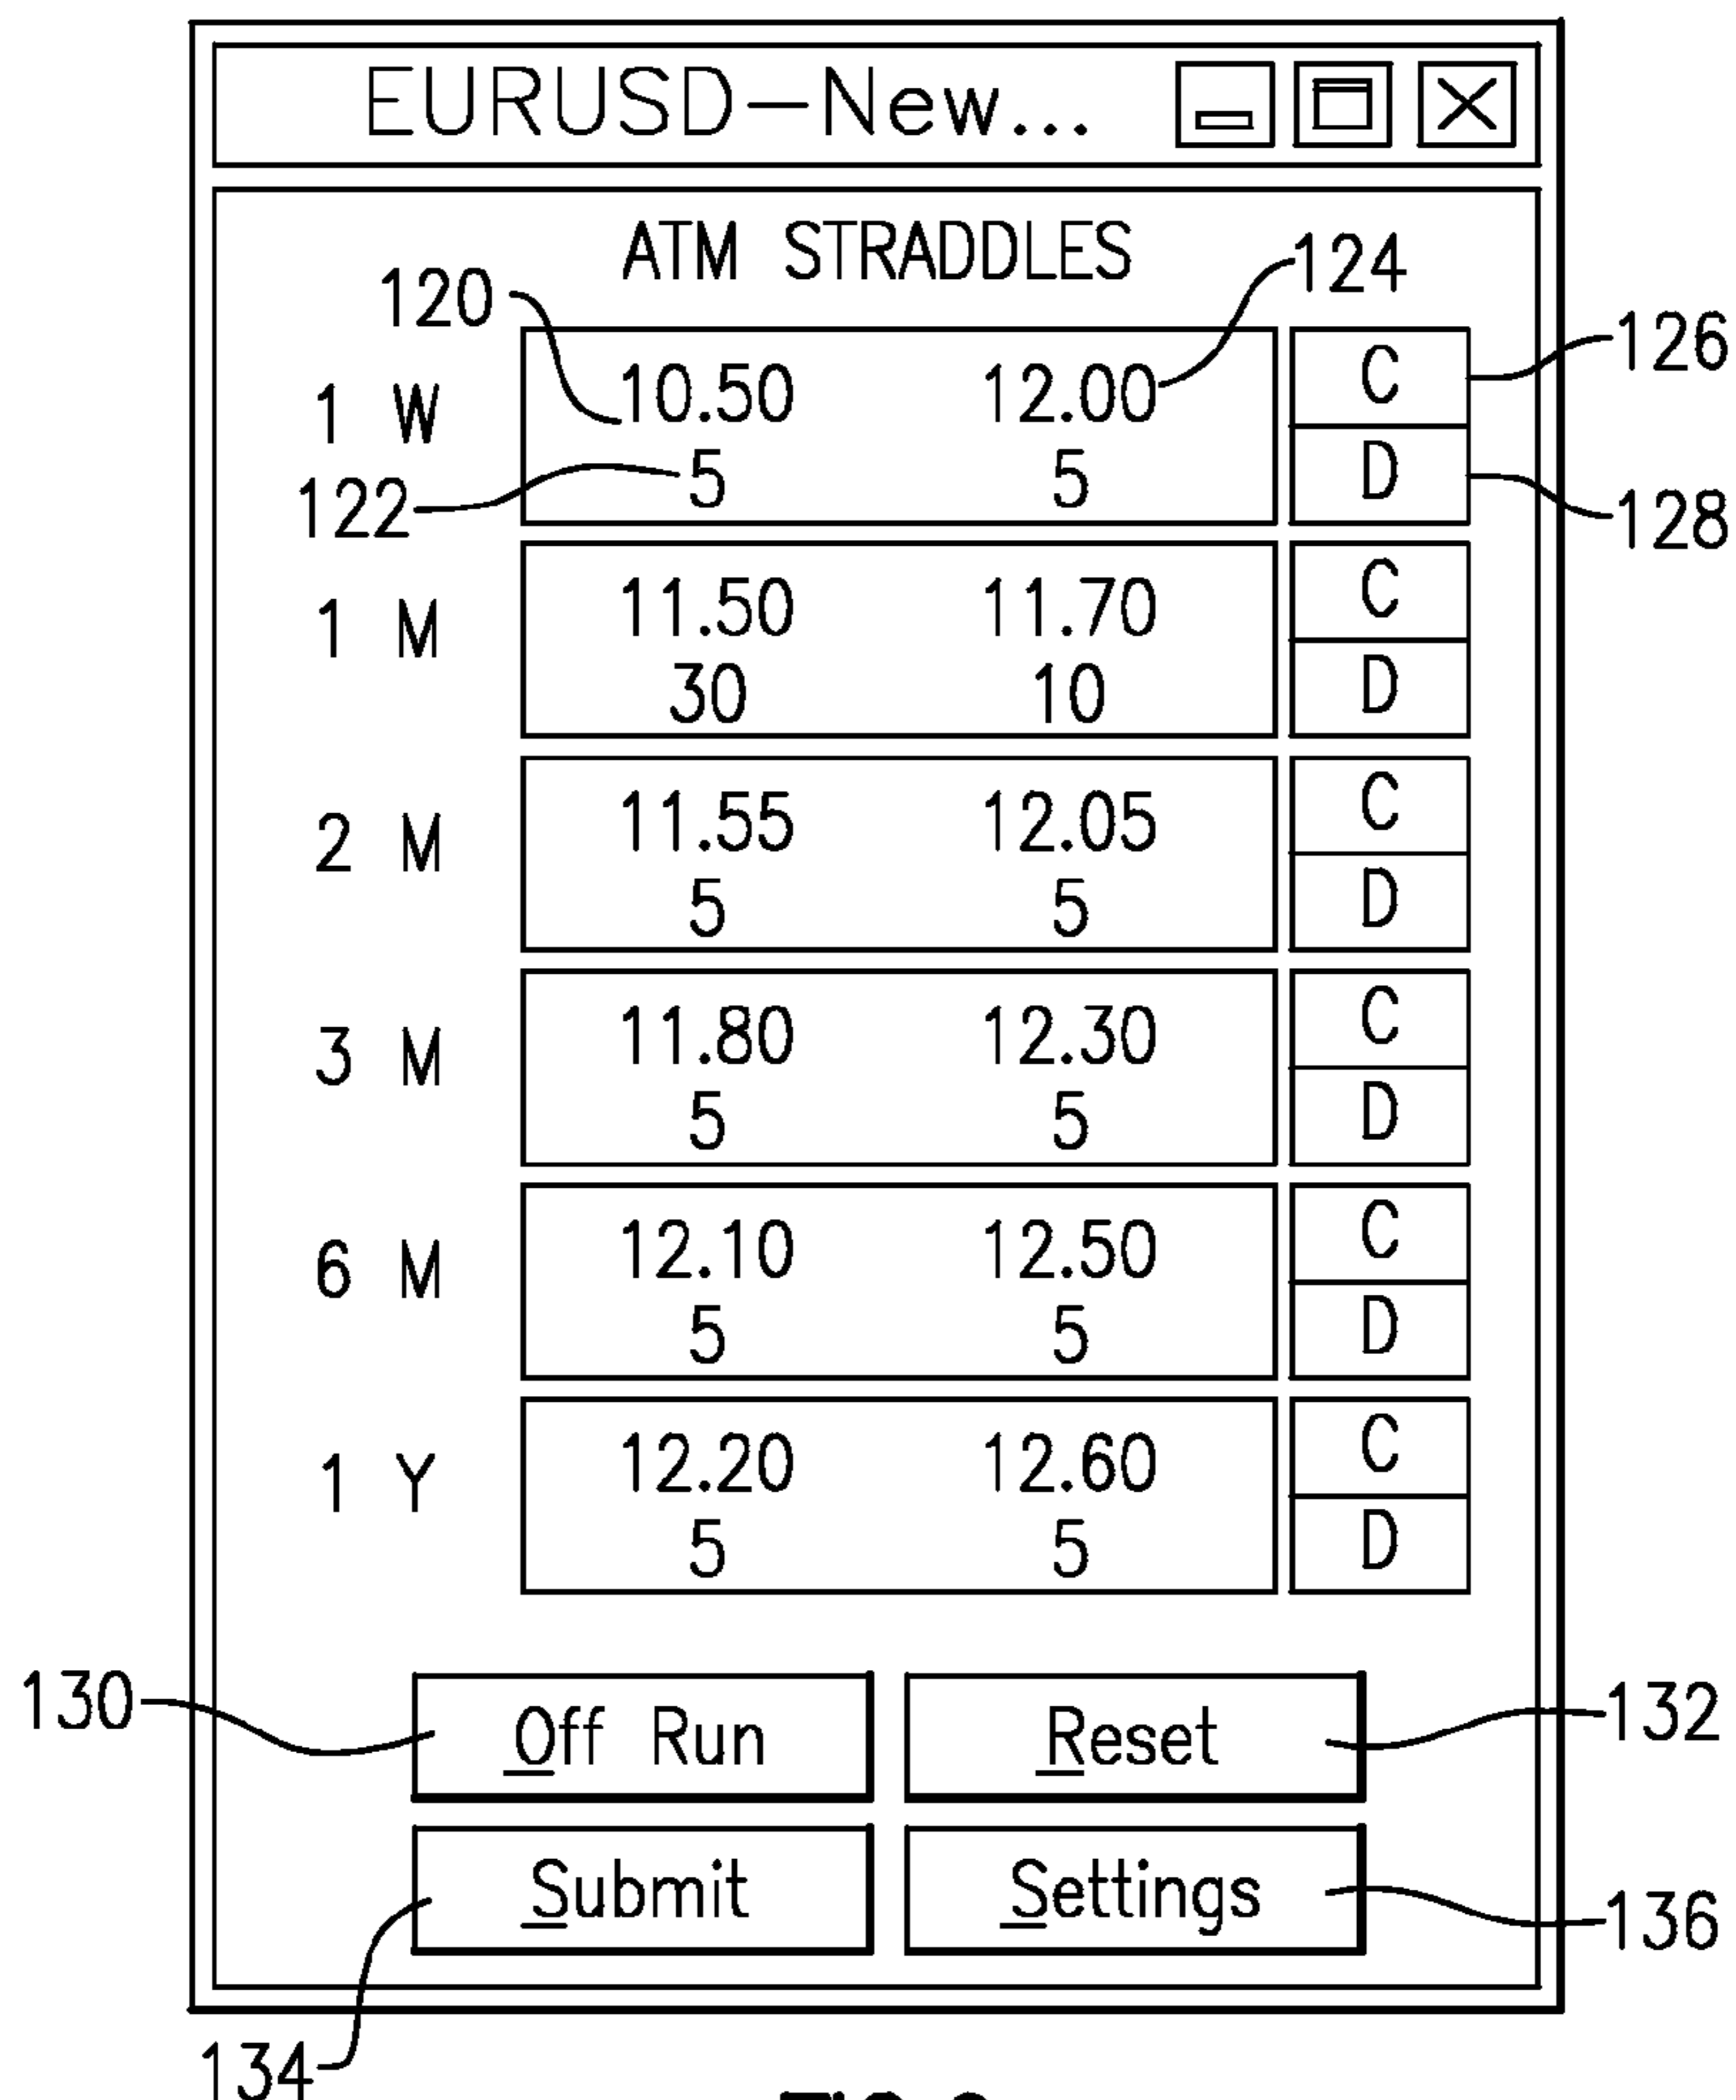 EURUSD-New...
ATM STRADDLES
120 124
1 W 10.50 12.00 C 126
122 5 5 D 128
1 M 11.50 11.70 C
30 10 D
2 M 11.55 12.05 C
5 5 D
3 M 11.80 12.30 C
5 5 D
6 M 12.10 12.50 C
5 5 D
1 Y 12.20 12.60 C
5 5 D
130 Off Run Reset 132
Submit Settings 136
134